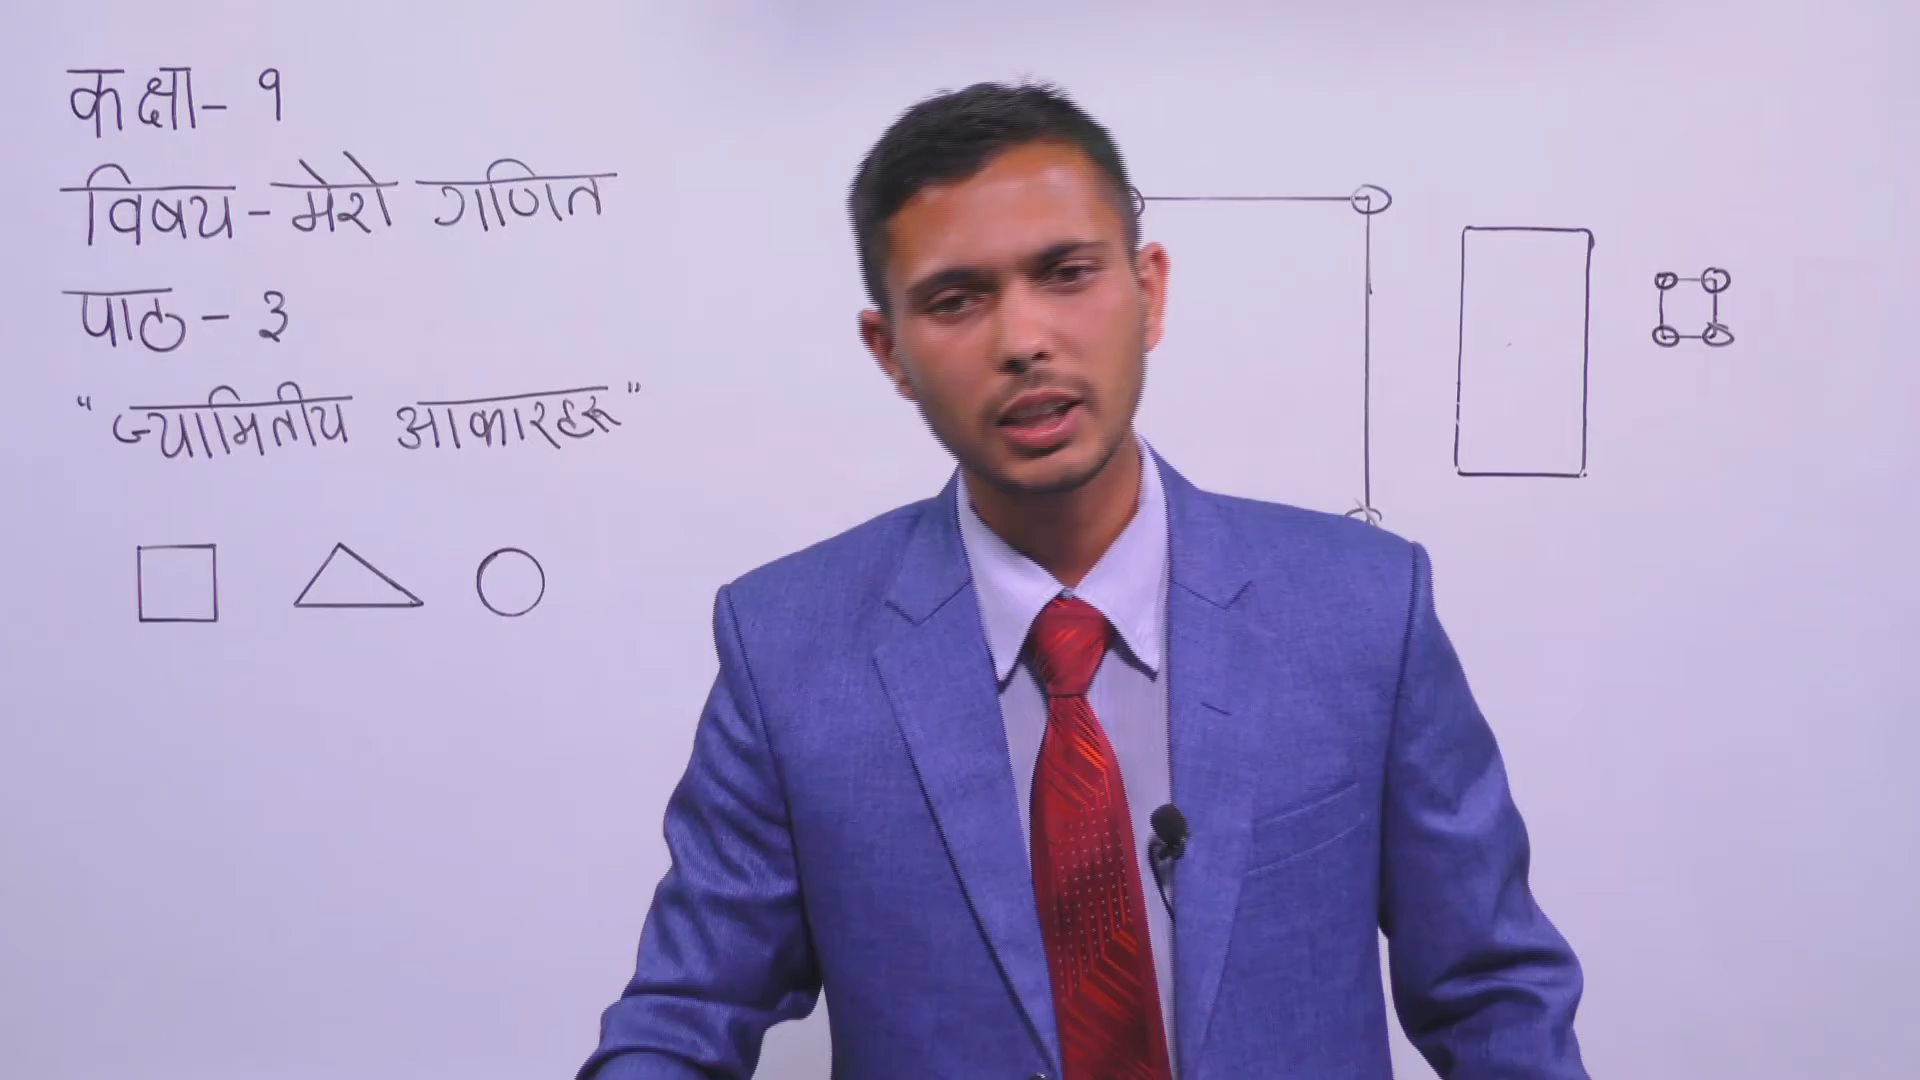 कक्षा - १
विषय - मेरो गणित
पाठ - ३
"ज्यामितीय आकारहरू"